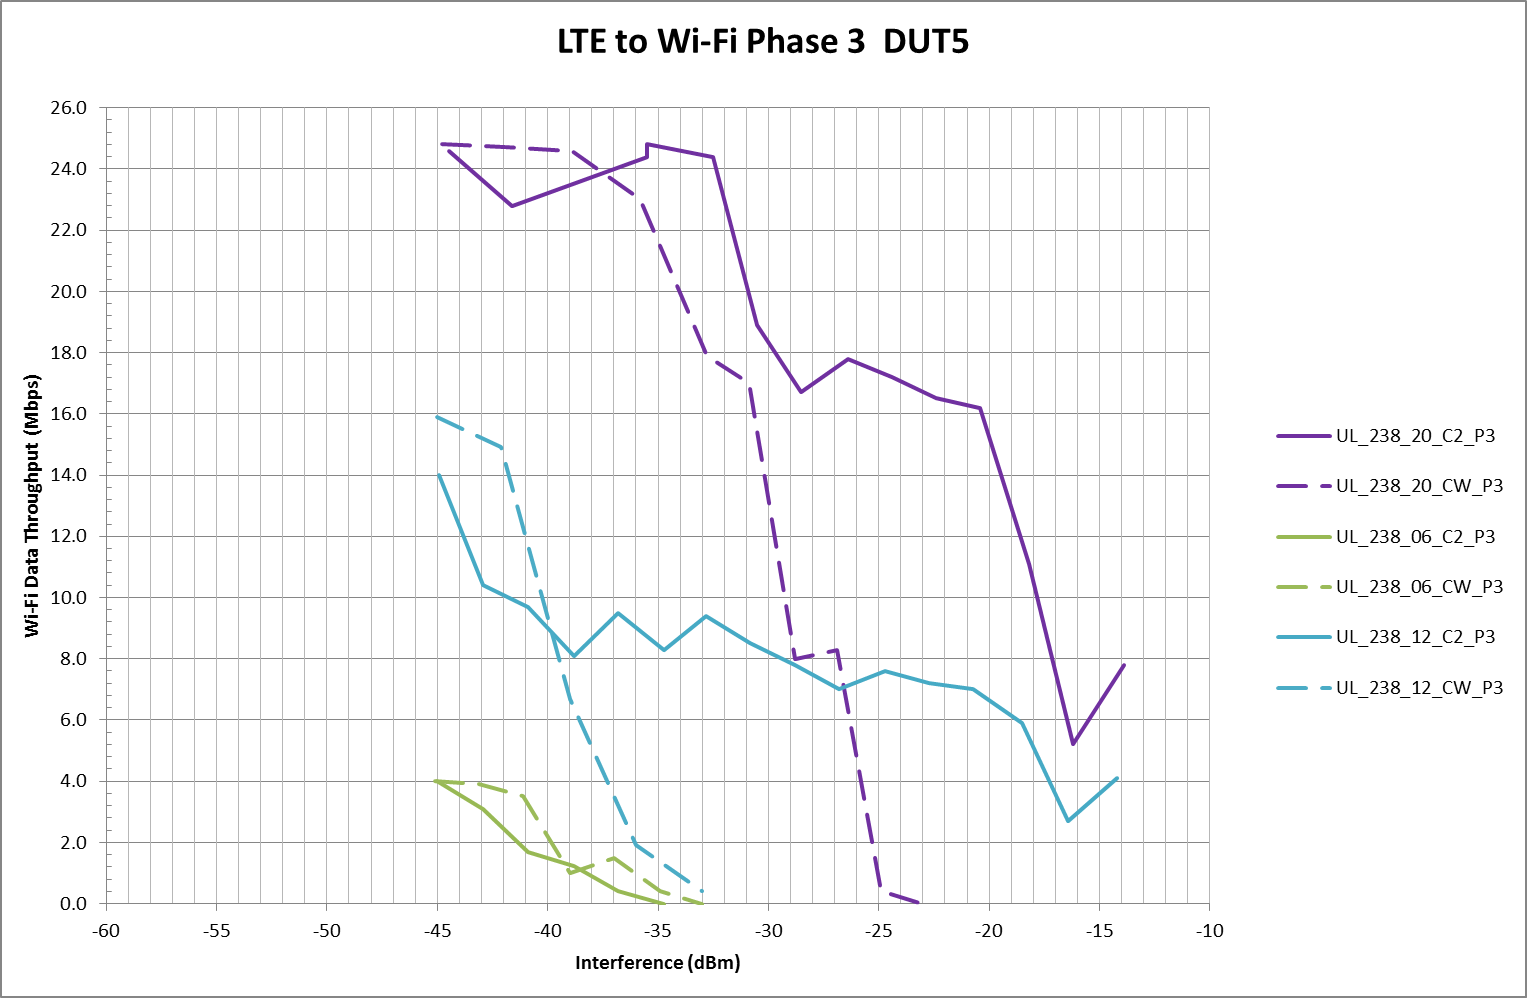 LTE to Wi-Fi Phase 3  DUT5
26.0
24.0
22.0
20.0
18.0
16.0
14.0
12.0
10.0
8.0
6.0
4.0
2.0
0.0
Wi-Fi Data Throughput (Mbps)
-60 -55 -50 -45 -40 -35 -30 -25 -20 -15 -10
Interference (dBm)
UL_238_20_C2_P3
UL_238_20_CW_P3
UL_238_06_C2_P3
UL_238_06_CW_P3
UL_238_12_C2_P3
UL_238_12_CW_P3